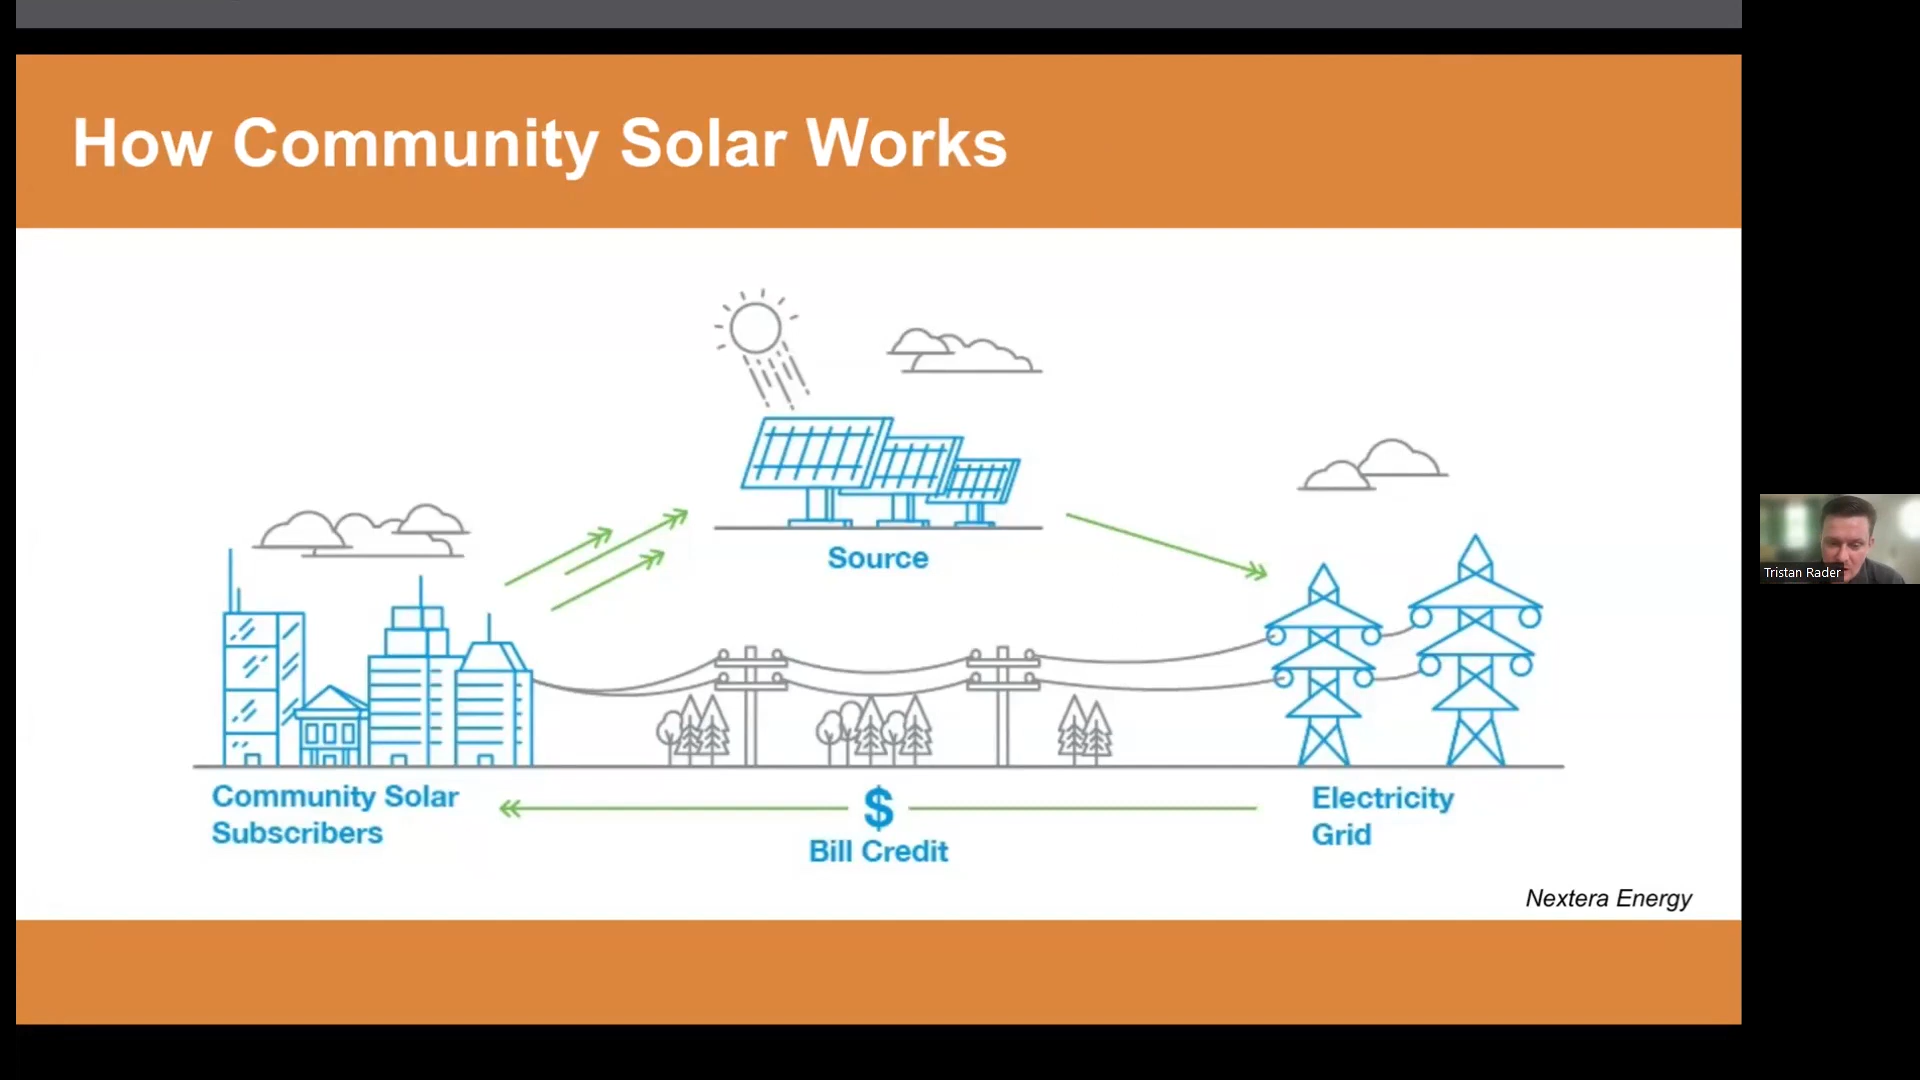 How Community Solar Works
Source
Community Solar
Subscribers
$
Bill Credit
Electricity
Grid
Nextera Energy
Tristan Rader